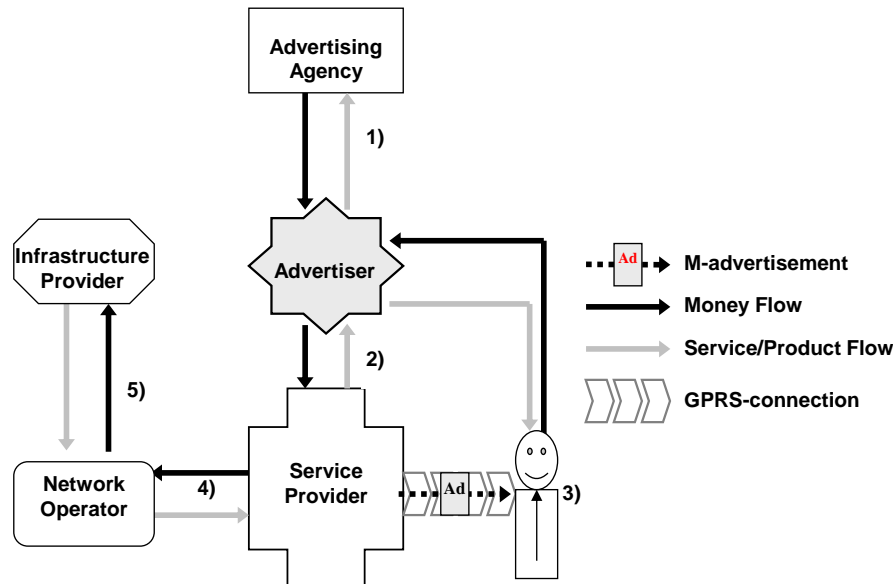 Advertising
Agency
1)
Infrastructure
Provider
Advertiser
Ad
M-advertisement
Money Flow
Service/Product Flow
GPRS-connection
2)
5)
Network
Operator
4)
Service
Provider
Ad
3)